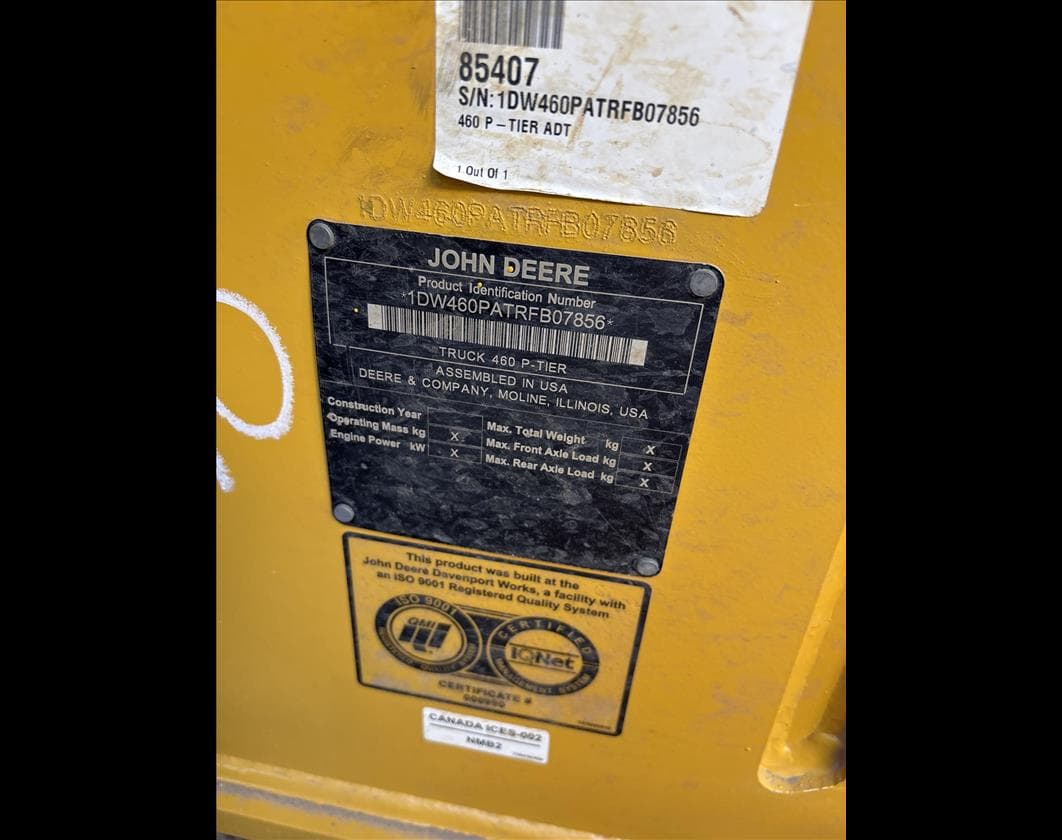 85407
S/N: 1DW460PATRFB07856
460 P-TIER ADT
1 Out Of 1
1DW460PATRFB07856
JOHN DEERE
Product Identification Number
*1DW460PATRFB07856*
TRUCK 460 P-TIER
ASSEMBLED IN USA
DEERE & COMPANY, MOLINE, ILLINOIS, USA
Construction Year
Operating Mass kg X
Engine Power kW X
Max. Total Weight kg X
Max. Front Axle Load kg X
Max. Rear Axle Load kg X
This product was built at the
John Deere Davenport Works, a facility with
an ISO 9001 Registered Quality System
ISO 9001
QMI
CERTIFIED
IQNet
MANAGEMENT SYSTEM
CERTIFICATE #
CANADA ICES-002
NMB2